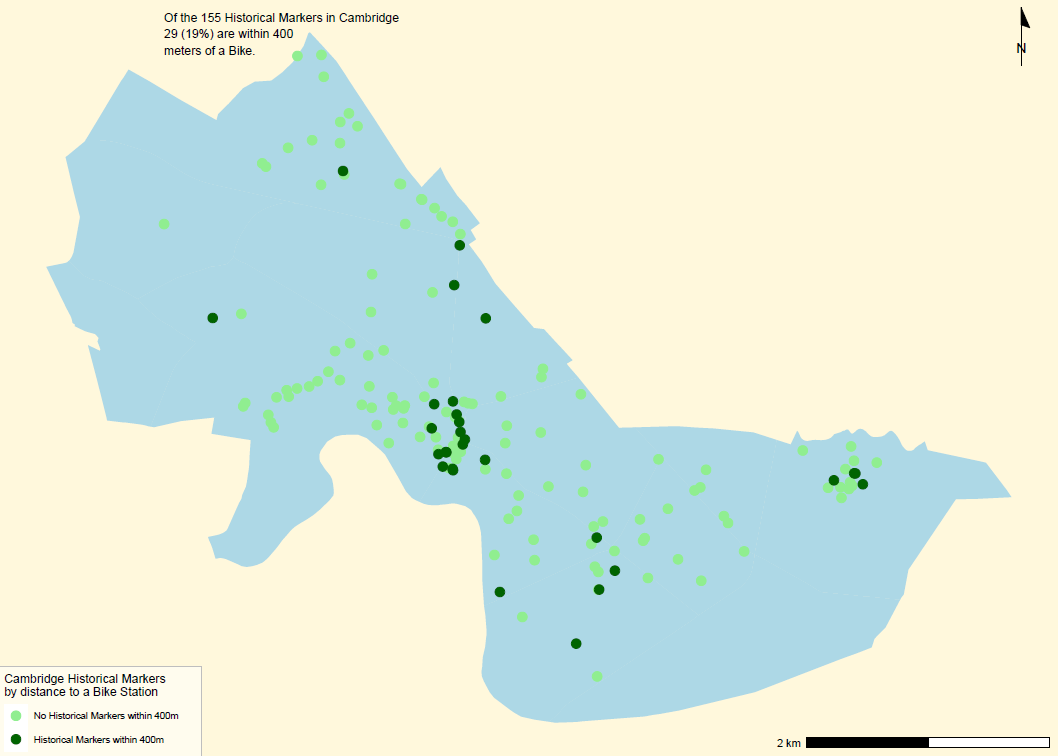 Of the 155 Historical Markers in Cambridge
29 (19%) are within 400
meters of a Bike.
N
Cambridge Historical Markers
by distance to a Bike Station
No Historical Markers within 400m
Historical Markers within 400m
2 km